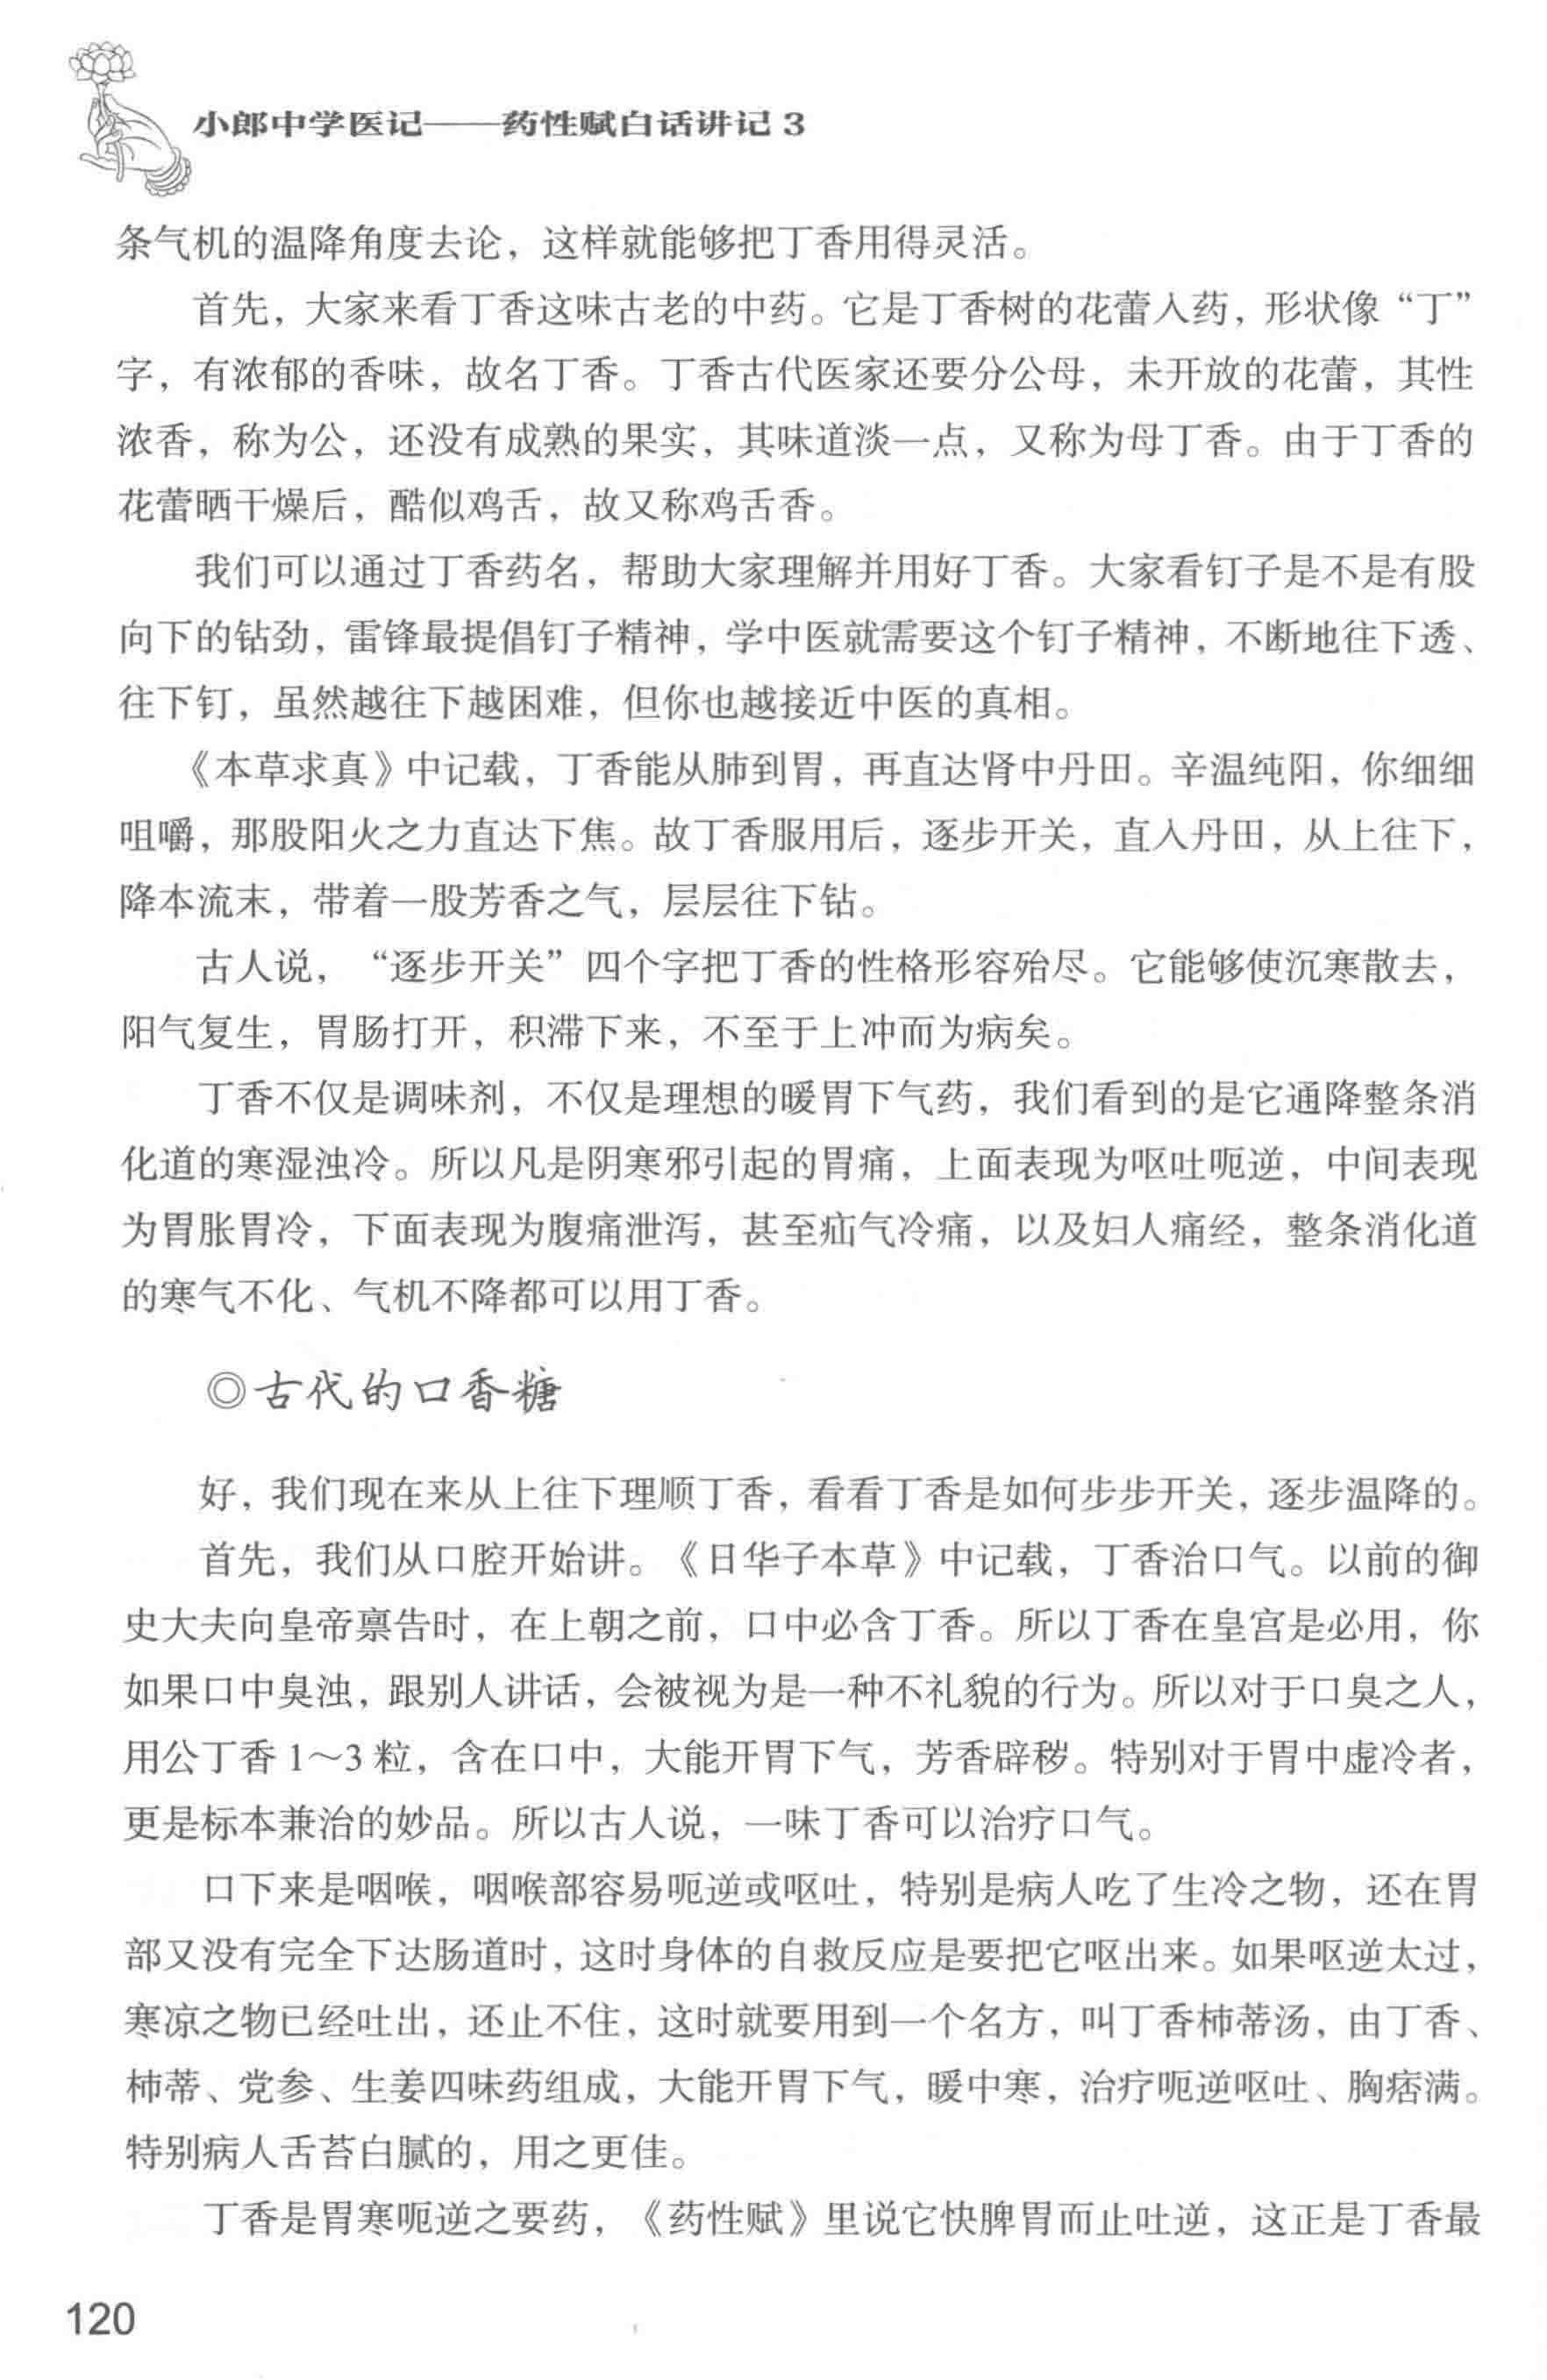 小郎中学医记——药性赋白话讲记 3
条气机的温降角度去论，这样就能够把丁香用得灵活。
首先，大家来看丁香这味古老的中药。它是丁香树的花蕾入药，形状像“丁”
字，有浓郁的香味，故名丁香。丁香古代医家还要分公母，未开放的花蕾，其性
浓香，称为公，还没有成熟的果实，其味道淡一点，又称为母丁香。由于丁香的
花蕾晒干燥后，酷似鸡舌，故又称鸡舌香。
我们可以通过丁香药名，帮助大家理解并用好丁香。大家看钉子是不是有股
向下的钻劲，雷锋最提倡钉子精神，学中医就需要这个钉子精神，不断地往下透、
往下钉，虽然越往下越困难，但你也越接近中医的真相。
《本草求真》中记载，丁香能从肺到胃，再直达肾中丹田。辛温纯阳，你细细
咀嚼，那股阳火之力直达下焦。故丁香服用后，逐步开关，直入丹田，从上往下，
降本流末，带着一股芳香之气，层层往下钻。
古人说，“逐步开关”四个字把丁香的性格形容殆尽。它能够使沉寒散去，
阳气复生，胃肠打开，积滞下来，不至于上冲而为病矣。
丁香不仅是调味剂，不仅是理想的暖胃下气药，我们看到的是它通降整条消
化道的寒湿浊冷。所以凡是阴寒邪引起的胃痛，上面表现为呕吐呃逆，中间表现
为胃胀胃冷，下面表现为腹痛泄泻，甚至疝气冷痛，以及妇人痛经，整条消化道
的寒气不化、气机不降都可以用丁香。
◎古代的口香糖
好，我们现在来从上往下理顺丁香，看看丁香是如何步步开关，逐步温降的。
首先，我们从口腔开始讲。《日华子本草》中记载，丁香治口气。以前的御
史大夫向皇帝禀告时，在上朝之前，口中必含丁香。所以丁香在皇宫是必用，你
如果口中臭浊，跟别人讲话，会被视为是一种不礼貌的行为。所以对于口臭之人，
用公丁香 1～3 粒，含在口中，大能开胃下气，芳香辟秽。特别对于胃中虚冷者，
更是标本兼治的妙品。所以古人说，一味丁香可以治疗口气。
口下来是咽喉，咽喉部容易呃逆或呕吐，特别是病人吃了生冷之物，还在胃
部又没有完全下达肠道时，这时身体的自救反应是要把它呕出来。如果呕逆太过，
寒凉之物已经吐出，还止不住，这时就要用到一个名方，叫丁香柿蒂汤，由丁香、
柿蒂、党参、生姜四味药组成，大能开胃下气，暖中寒，治疗呃逆呕吐、胸痞满。
特别病人舌苔白腻的，用之更佳。
丁香是胃寒呃逆之要药，《药性赋》里说它快脾胃而止吐逆，这正是丁香最
120